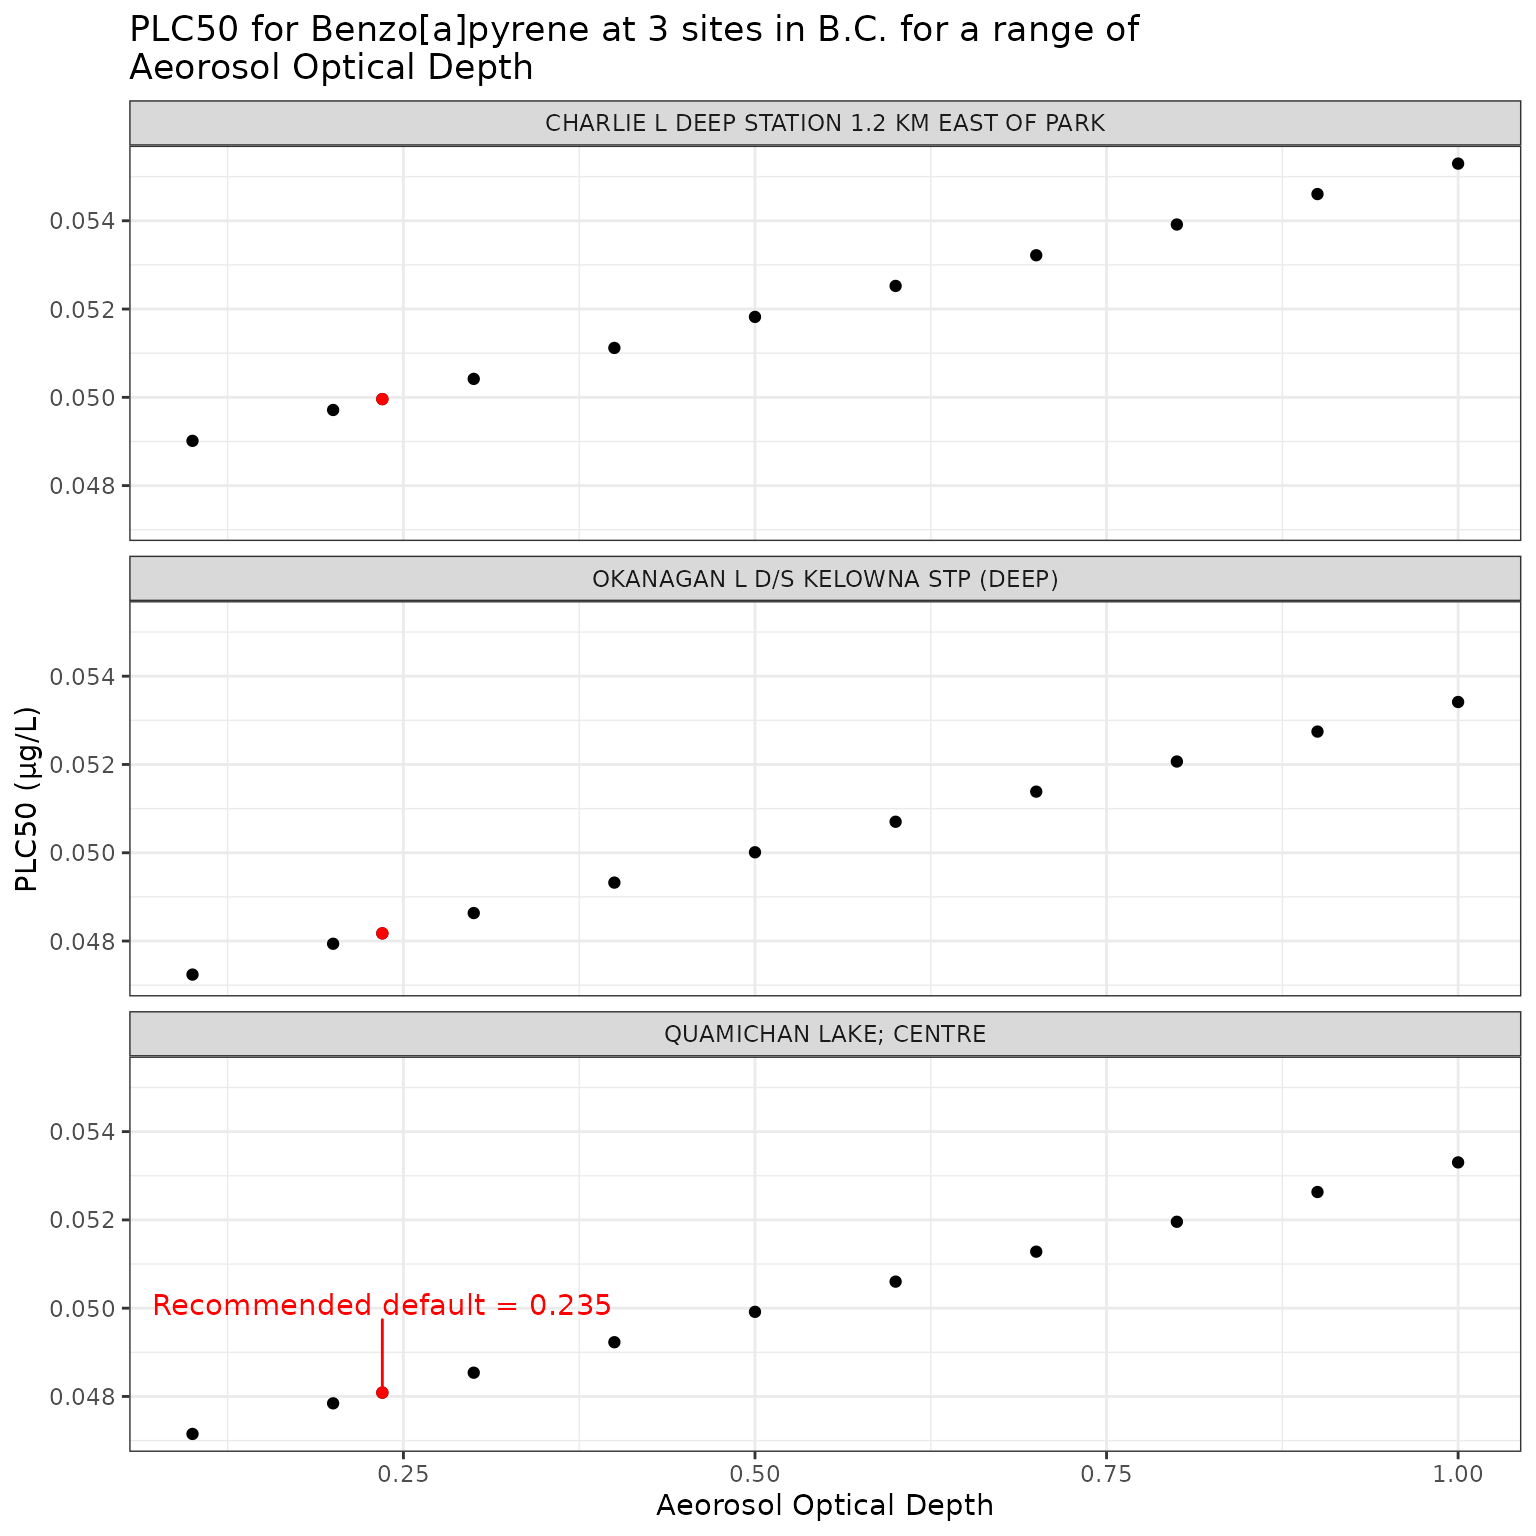 PLC50 for Benzo[a]pyrene at 3 sites in B.C. for a range of
Aeorosol Optical Depth
CHARLIE L DEEP STATION 1.2 KM EAST OF PARK
0.054
0.052
0.050
0.048
OKANAGAN L D/S KELOWNA STP (DEEP)
0.054
0.052
0.050
0.048
PLC50 (µg/L)
QUAMICHAN LAKE; CENTRE
0.054
0.052
0.050
0.048
Recommended default = 0.235
0.25 0.50 0.75 1.00
Aeorosol Optical Depth